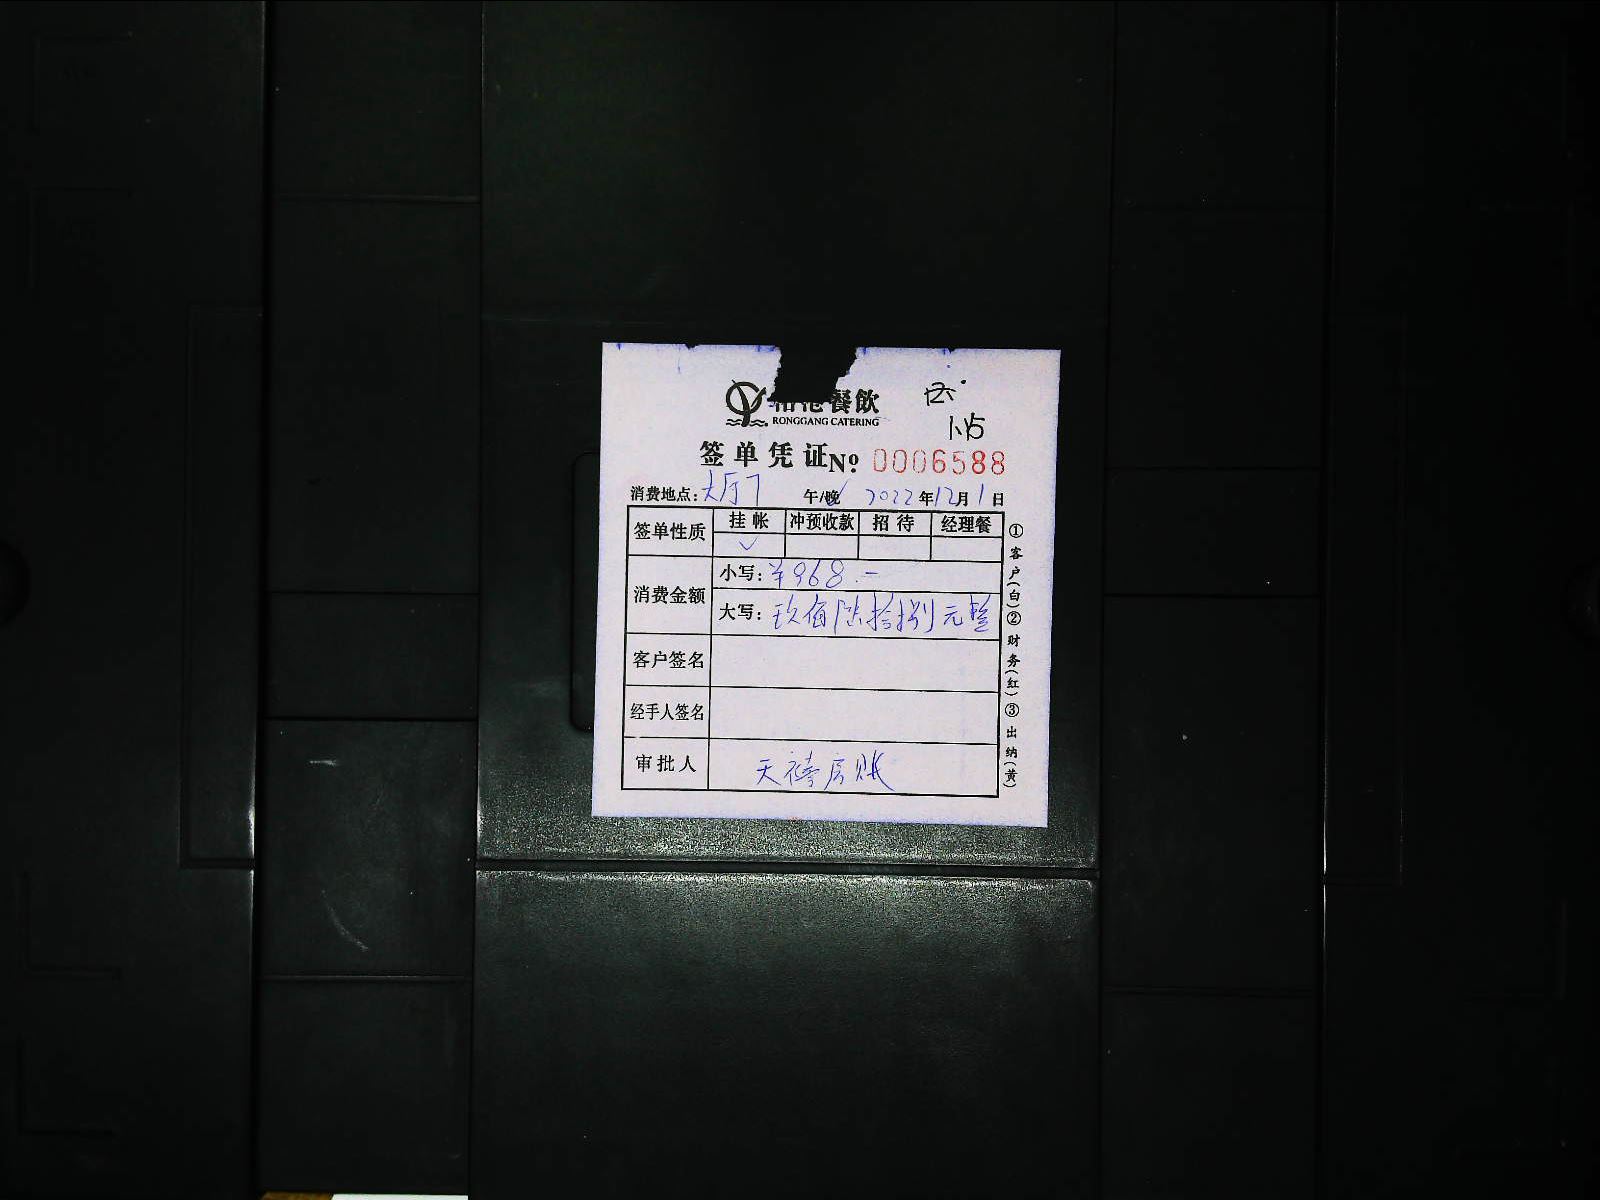 餐飲
RONGGANG CATERING
签单凭证 No 0006588
消费地点：大厅7 午/晚 2022年12月1日
签单性质 挂帐 冲预收款 招待 经理餐
✓
消费金额 小写：¥968.-
大写：玖佰陆拾捌元整
客户签名
经手人签名
审批人 天禧房账
①客户(白)②财务(红)③出纳(黄)